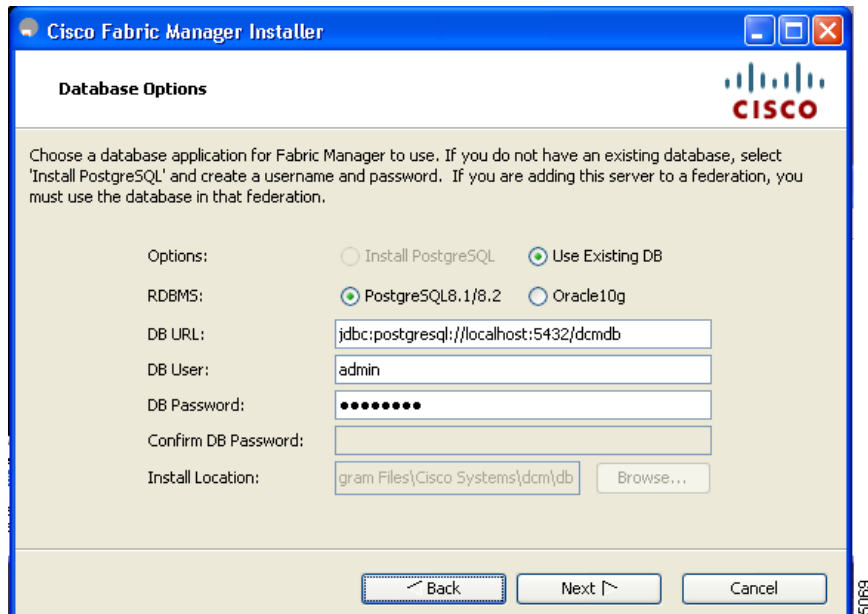 Cisco Fabric Manager Installer
Database Options
CISCO
Choose a database application for Fabric Manager to use. If you do not have an existing database, select
'Install PostgreSQL' and create a username and password. If you are adding this server to a federation, you
must use the database in that federation.
Options: Install PostgreSQL Use Existing DB
RDBMS: PostgreSQL8.1/8.2 Oracle10g
DB URL: jdbc:postgresql://localhost:5432/dcmdb
DB User: admin
DB Password: ••••••••
Confirm DB Password:
Install Location: gram Files\Cisco Systems\dcm\db Browse...
Back Next Cancel